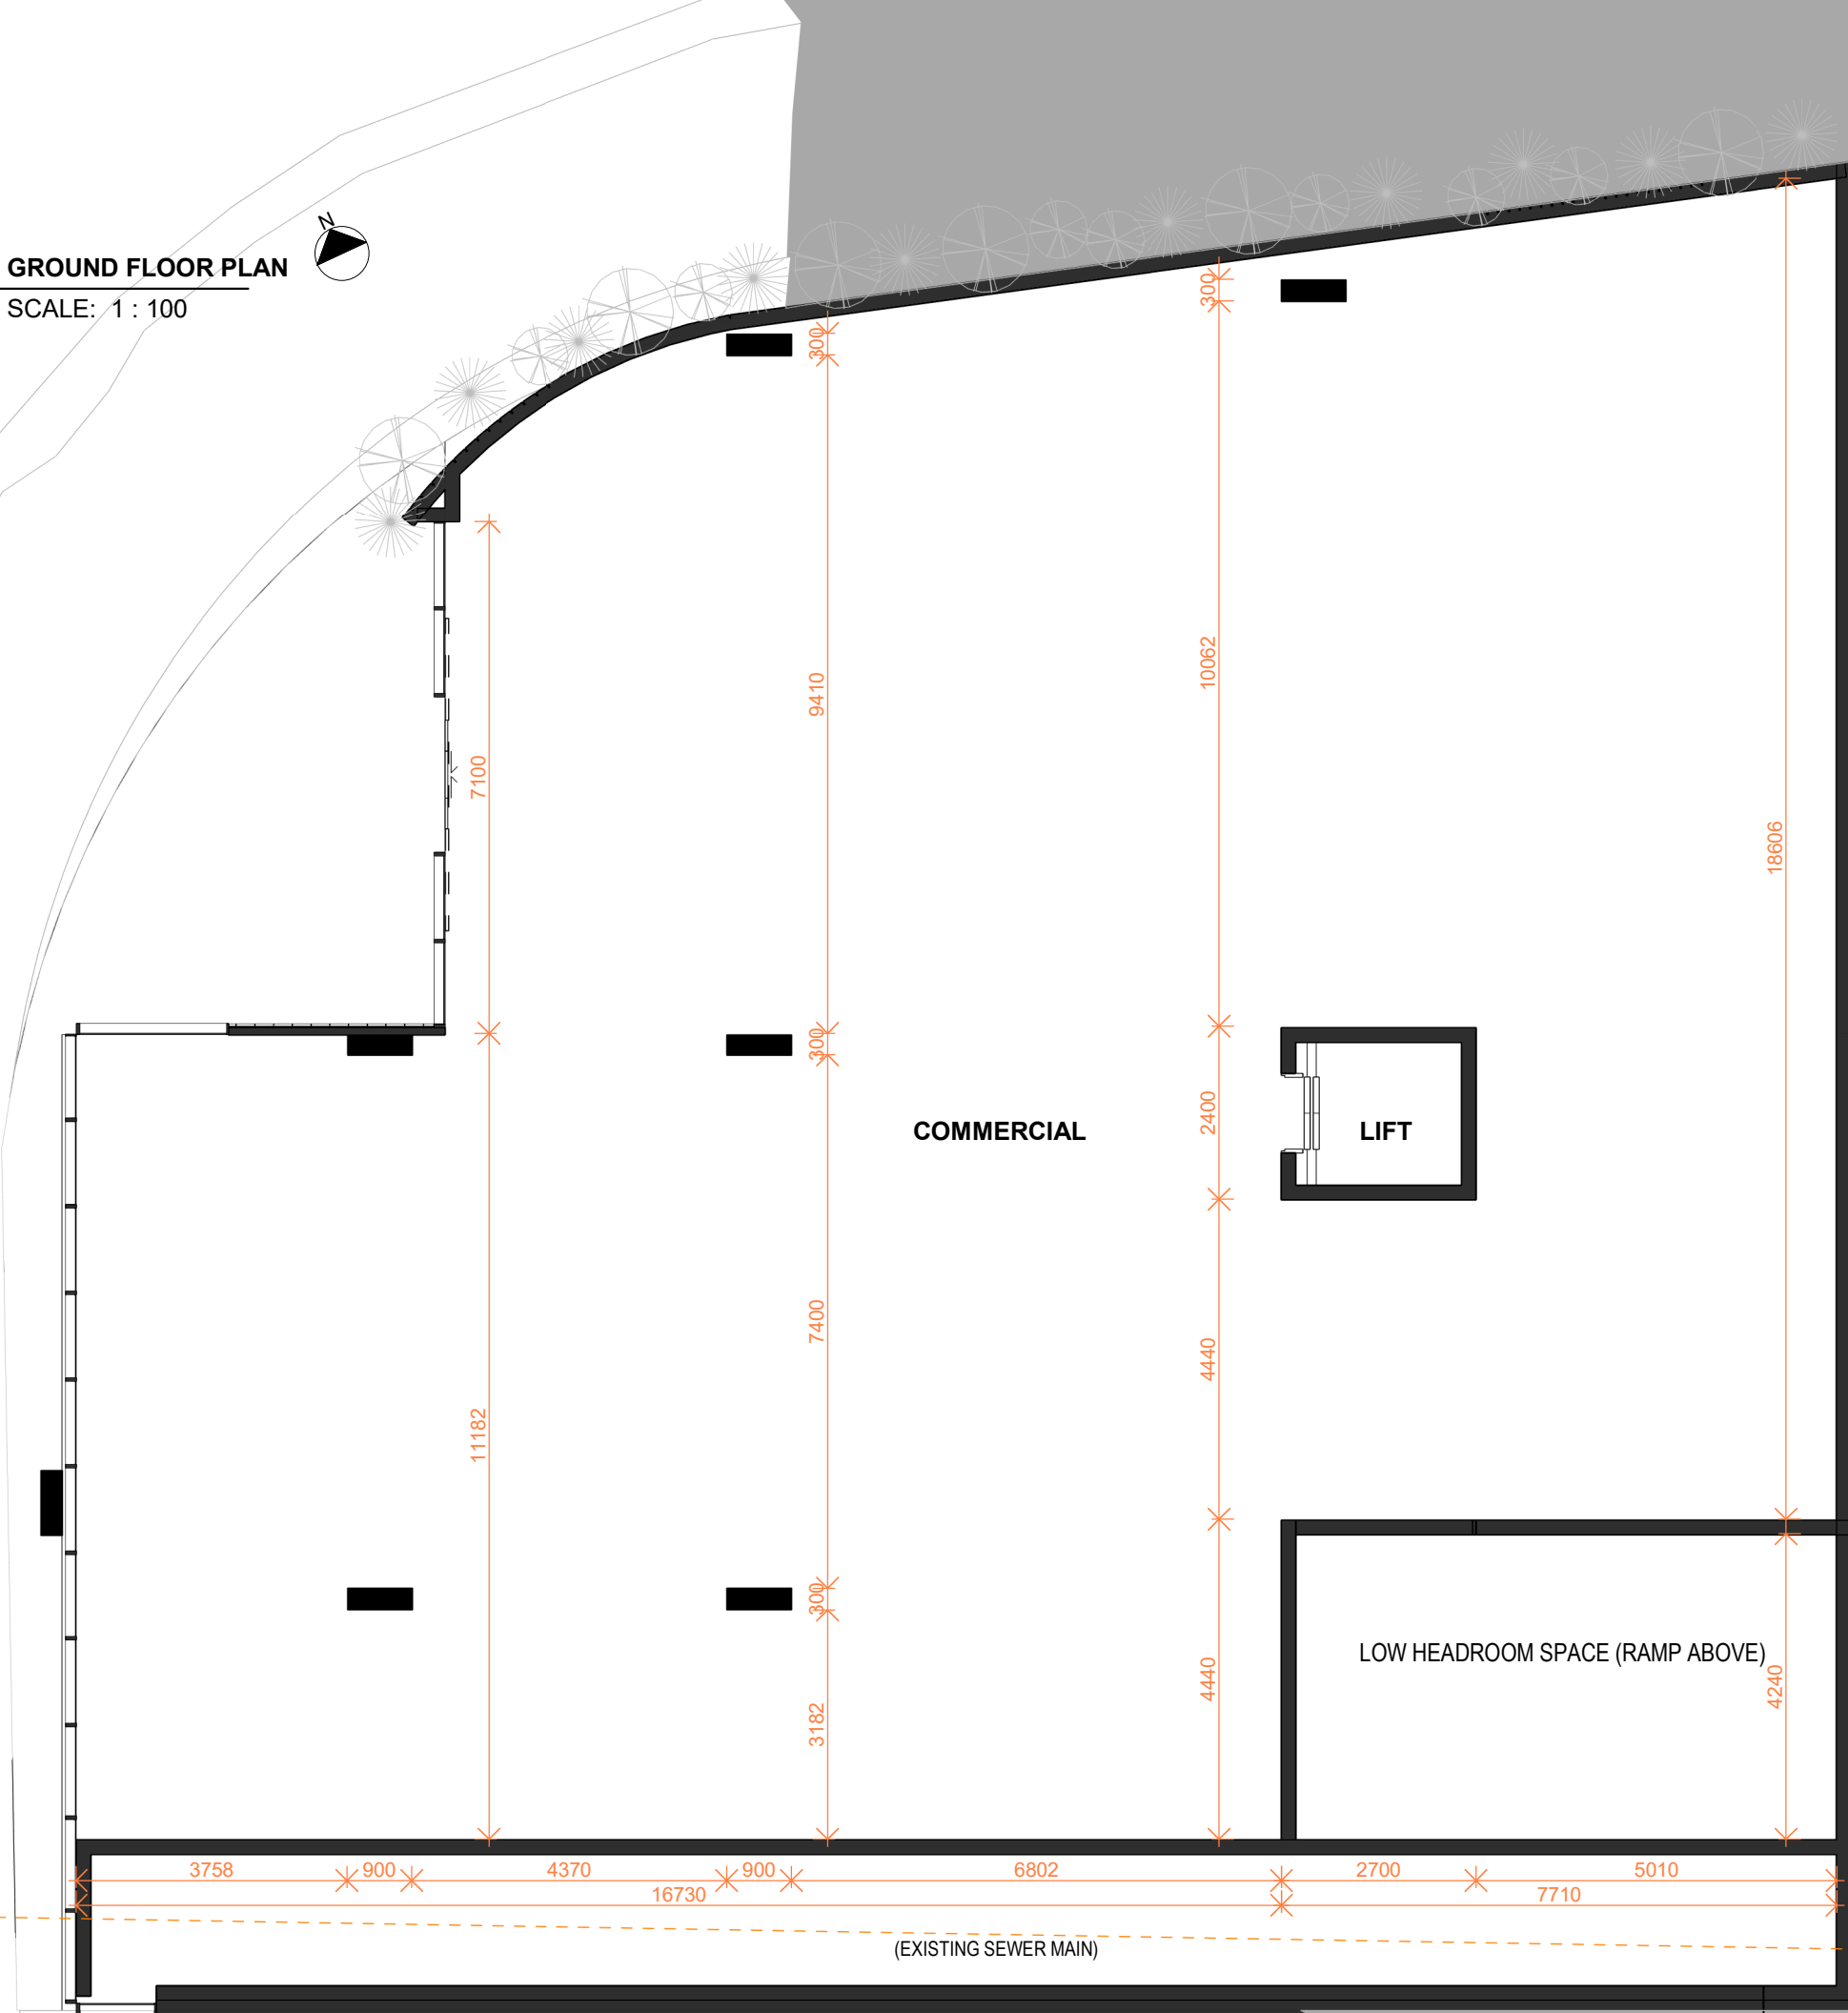 N
GROUND FLOOR PLAN
SCALE: 1 : 100
300
300
9410
10062
7100
18606
300
2400
COMMERCIAL
LIFT
7400
4440
11182
300
LOW HEADROOM SPACE (RAMP ABOVE)
4440
4240
3182
3758 900 4370 900 6802 2700 5010
16730 7710
(EXISTING SEWER MAIN)